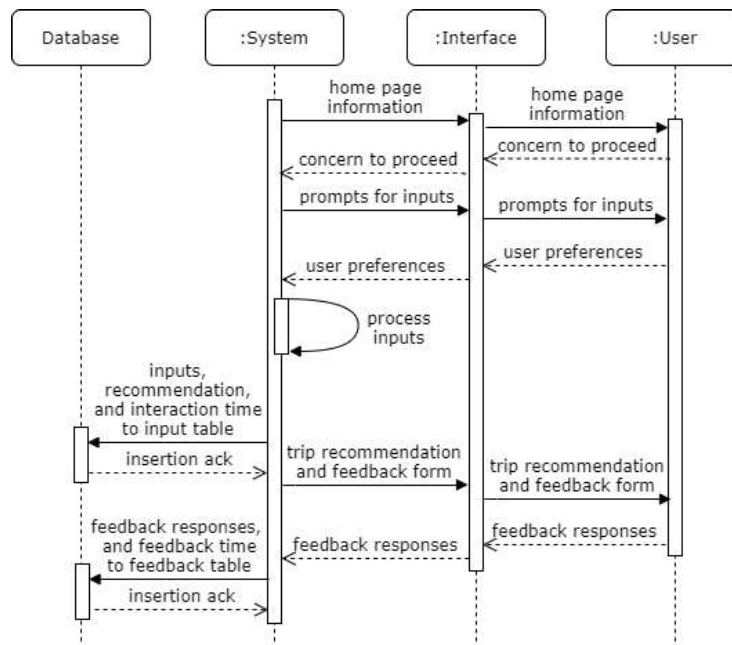 Database
:System
:Interface
:User
home page
information
home page
information
concern to proceed
concern to proceed
prompts for inputs
prompts for inputs
user preferences
user preferences
process
inputs
inputs,
recommendation,
and interaction time
to input table
insertion ack
trip recommendation
and feedback form
trip recommendation
and feedback form
feedback responses
feedback responses
feedback responses,
and feedback time
to feedback table
insertion ack